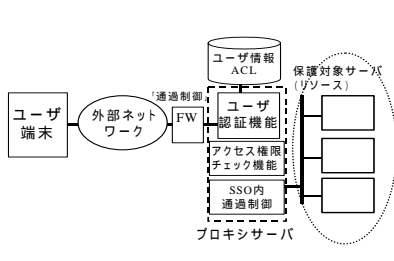 ユーザ情報
ACL
保護対象サーバ
(リソース)
「通過制御」
ユーザ
端末
外部ネット
ワーク
FW
ユーザ
認証機能
アクセス権限
チェック機能
SSO内
通過制御
プロキシサーバ